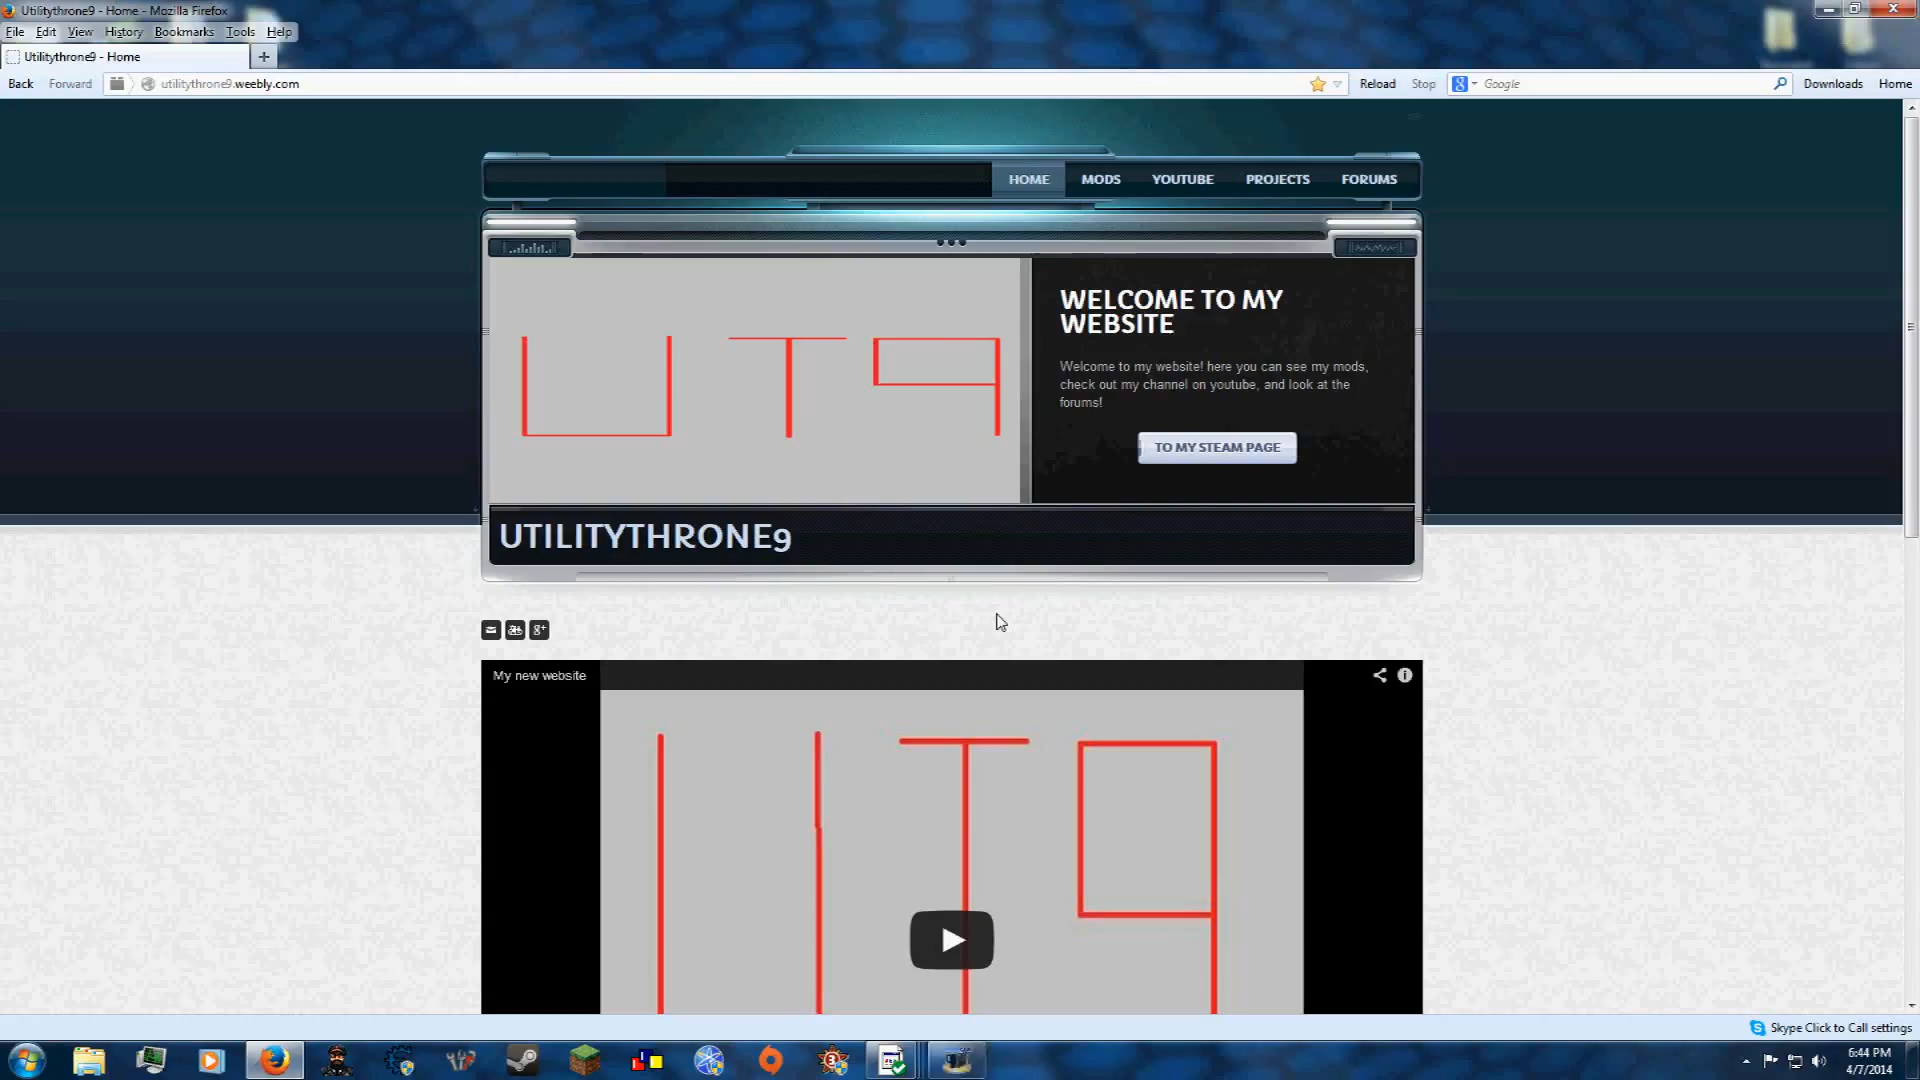 Utilitythrone9 - Home - Mozilla Firefox
File Edit View History Bookmarks Tools Help
Utilitythrone9 - Home +
Back Forward utilitythrone9.weebly.com Reload Stop Google Downloads Home
HOME MODS YOUTUBE PROJECTS FORUMS
UT9
WELCOME TO MY
WEBSITE
Welcome to my website! here you can see my mods,
check out my channel on youtube, and look at the
forums!
TO MY STEAM PAGE
UTILITYTHRONE9
g+
My new website
UT9
Skype Click to Call settings
6:44 PM
4/7/2014